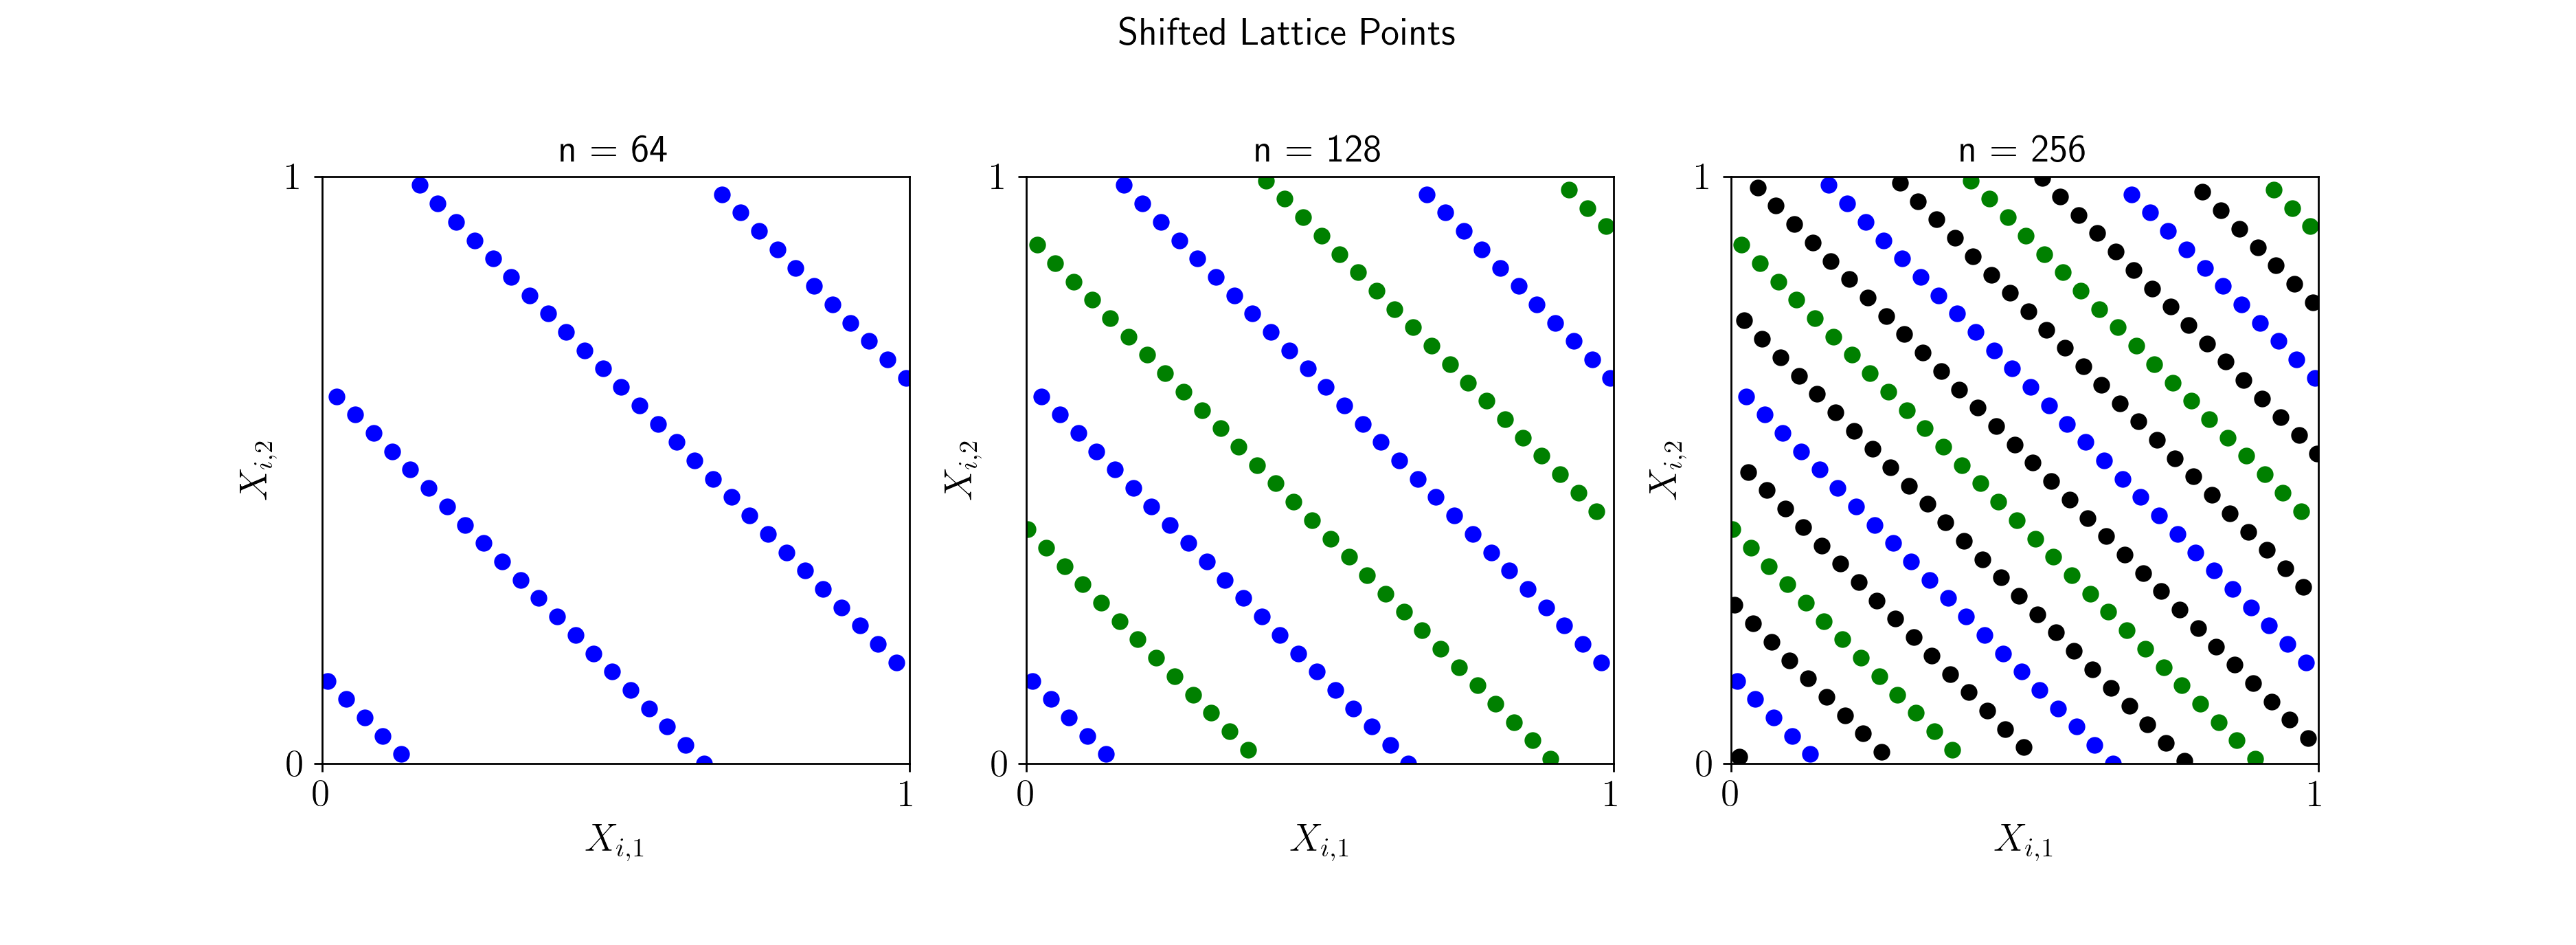 Shifted Lattice Points
n = 64
1
X_{i,2}
0
0
1
X_{i,1}
n = 128
1
X_{i,2}
0
0
1
X_{i,1}
n = 256
1
X_{i,2}
0
0
1
X_{i,1}